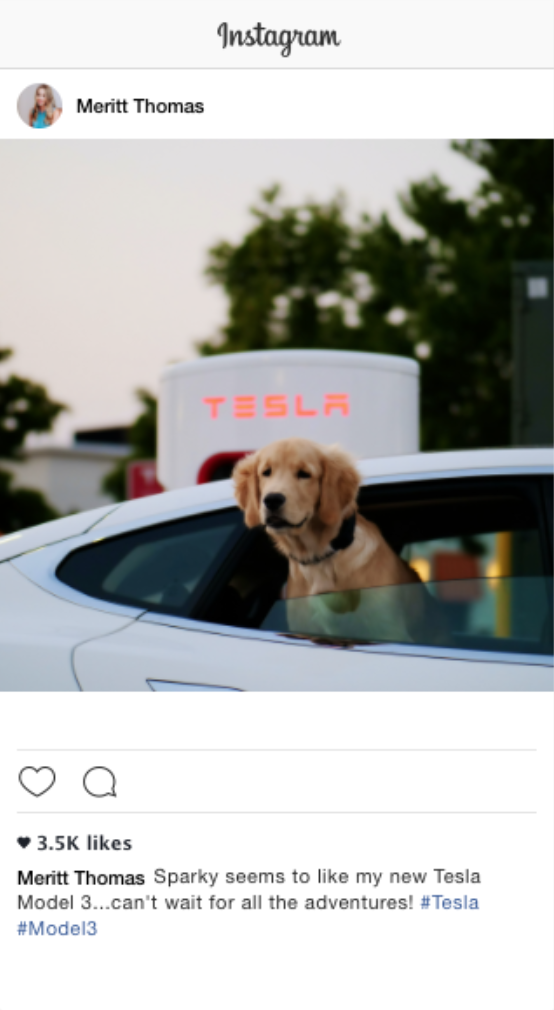 Instagram
Meritt Thomas
TESLA
3.5K likes
Meritt Thomas Sparky seems to like my new Tesla
Model 3...can't wait for all the adventures! #Tesla
#Model3